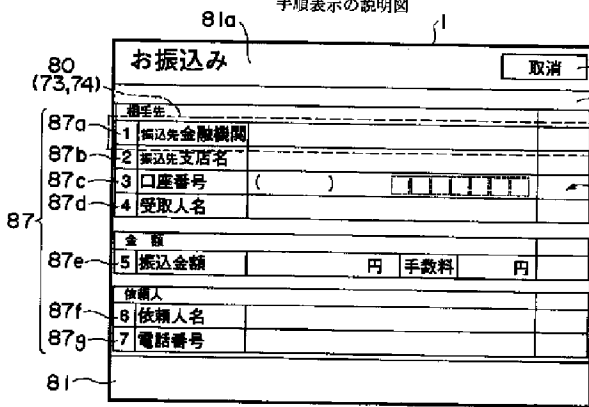 手順表示の説明図
81a 1
お振込み 取消
80
(73,74)
相手先
87a 1 振込先金融機関
87b 2 振込先支店名
87c 3 口座番号 ( )
87d 4 受取人名
87
金 額
87e 5 振込金額 円 手数料 円
依頼人
87f 6 依頼人名
87g 7 電話番号
81